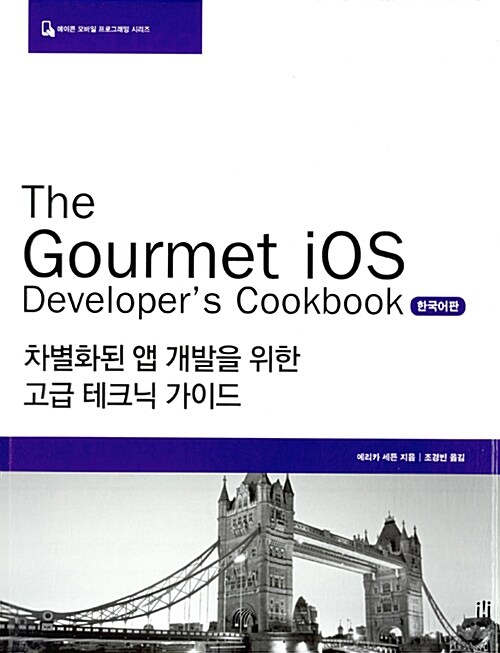 에이콘 모바일 프로그래밍 시리즈
The
Gourmet iOS
Developer's Cookbook 한국어판
차별화된 앱 개발을 위한
고급 테크닉 가이드
에리카 세든 지음 | 조경빈 옮김